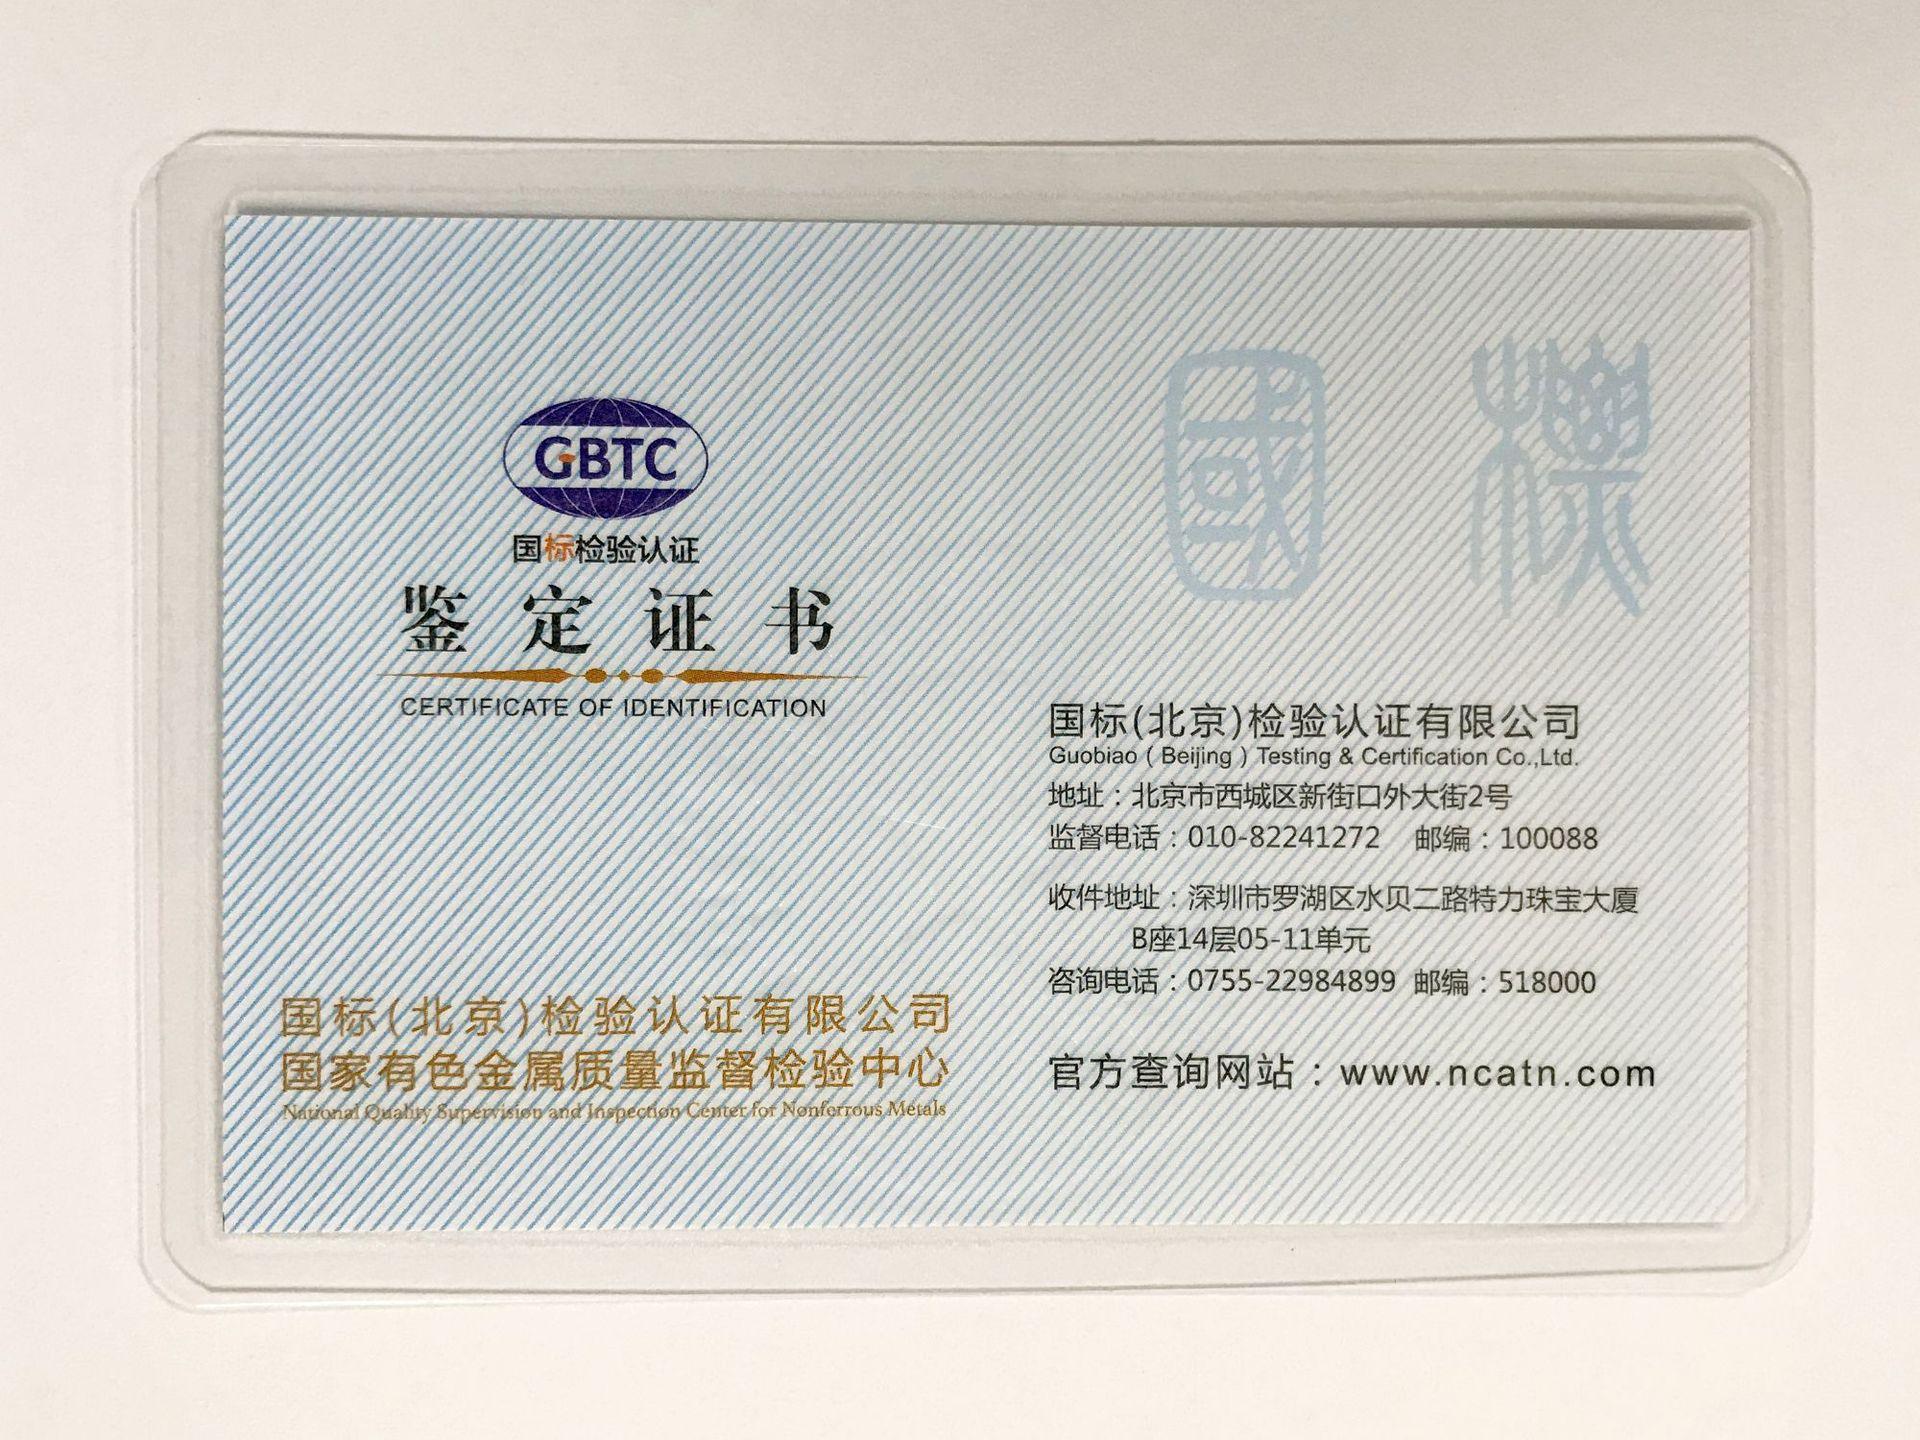 GBTC
国标检验认证
鉴定证书
CERTIFICATE OF IDENTIFICATION
国标(北京)检验认证有限公司
国家有色金属质量监督检验中心
National Quality Supervision and Inspection Center for Nonferrous Metals
國標
国标(北京)检验认证有限公司
Guobiao ( Beijing ) Testing & Certification Co.,Ltd.
地址：北京市西城区新街口外大街2号
监督电话：010-82241272 邮编：100088
收件地址：深圳市罗湖区水贝二路特力珠宝大厦
B座14层05-11单元
咨询电话：0755-22984899 邮编：518000
官方查询网站：www.ncatn.com